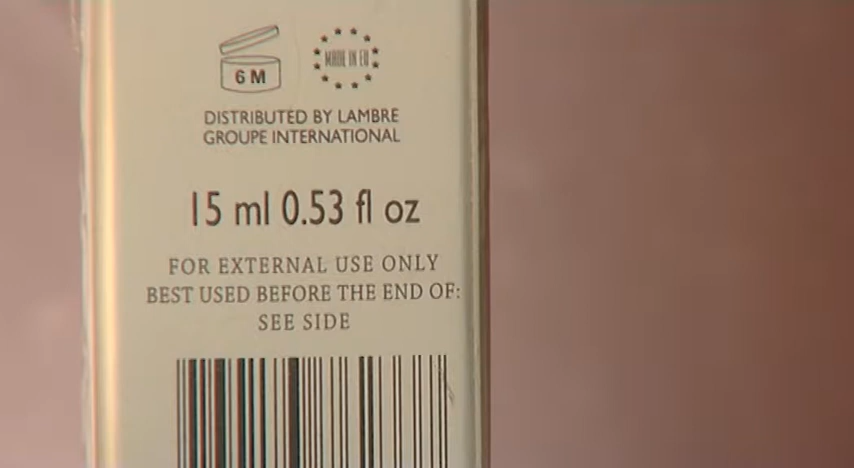 6 M
MADE IN EU
DISTRIBUTED BY LAMBRE
GROUPE INTERNATIONAL
15 ml 0.53 fl oz
FOR EXTERNAL USE ONLY
BEST USED BEFORE THE END OF:
SEE SIDE